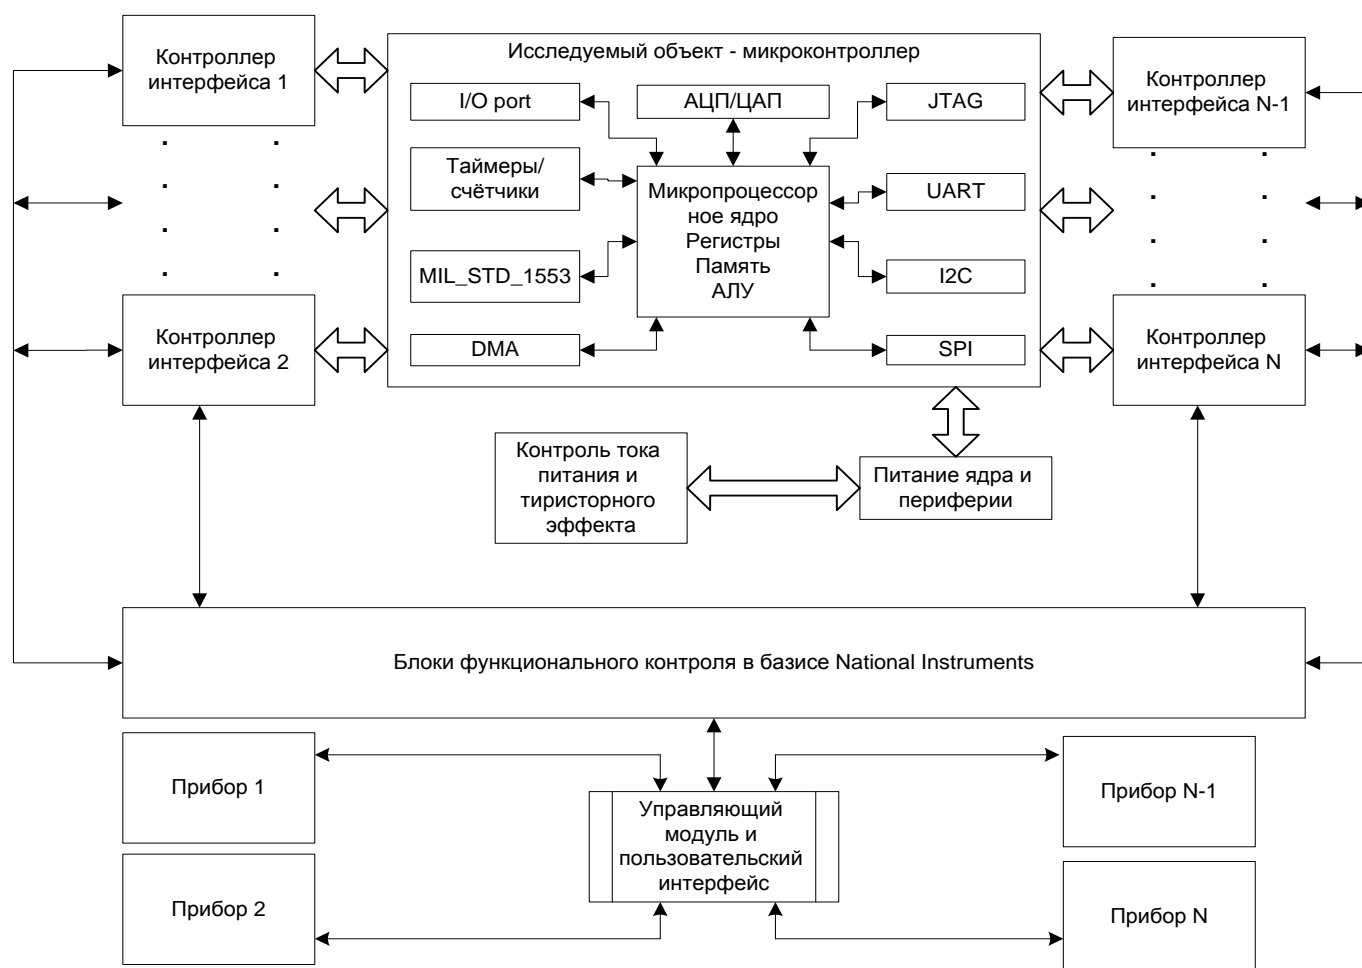 Контроллер
интерфейса 1
Исследуемый объект - микроконтроллер
Контроллер
интерфейса N-1
I/O port
АЦП/ЦАП
JTAG
Таймеры/
счётчики
Микропроцессор
ное ядро
Регистры
Память
АЛУ
UART
MIL_STD_1553
I2C
DMA
SPI
Контроллер
интерфейса 2
Контроллер
интерфейса N
Контроль тока
питания и
тиристорного
эффекта
Питание ядра и
периферии
Блоки функционального контроля в базисе National Instruments
Прибор 1
Управляющий
модуль и
пользовательский
интерфейс
Прибор N-1
Прибор 2
Прибор N